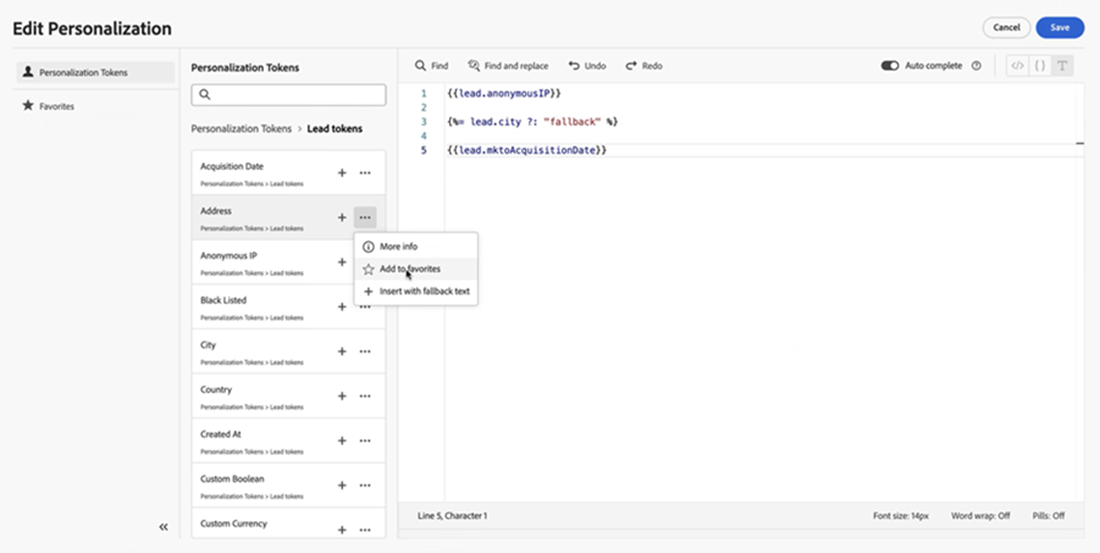 Edit Personalization
Cancel
Save
Personalization Tokens
Favorites
Personalization Tokens
Personalization Tokens > Lead tokens
Acquisition Date
Personalization Tokens > Lead tokens
Address
Personalization Tokens > Lead tokens
Anonymous IP
Personalization Tokens > Lead tokens
Black Listed
Personalization Tokens > Lead tokens
City
Personalization Tokens > Lead tokens
Country
Personalization Tokens > Lead tokens
Created At
Personalization Tokens > Lead tokens
Custom Boolean
Personalization Tokens > Lead tokens
Custom Currency
More info
Add to favorites
Insert with fallback text
Find
Find and replace
Undo
Redo
Auto complete
</> { } T
1 {{lead.anonymousIP}}
2
3 {%= lead.city ?: "fallback" %}
4
5 {{lead.mktoAcquisitionDate}}
Line 5, Character 1
Font size: 14px
Word wrap: Off
Pills: Off